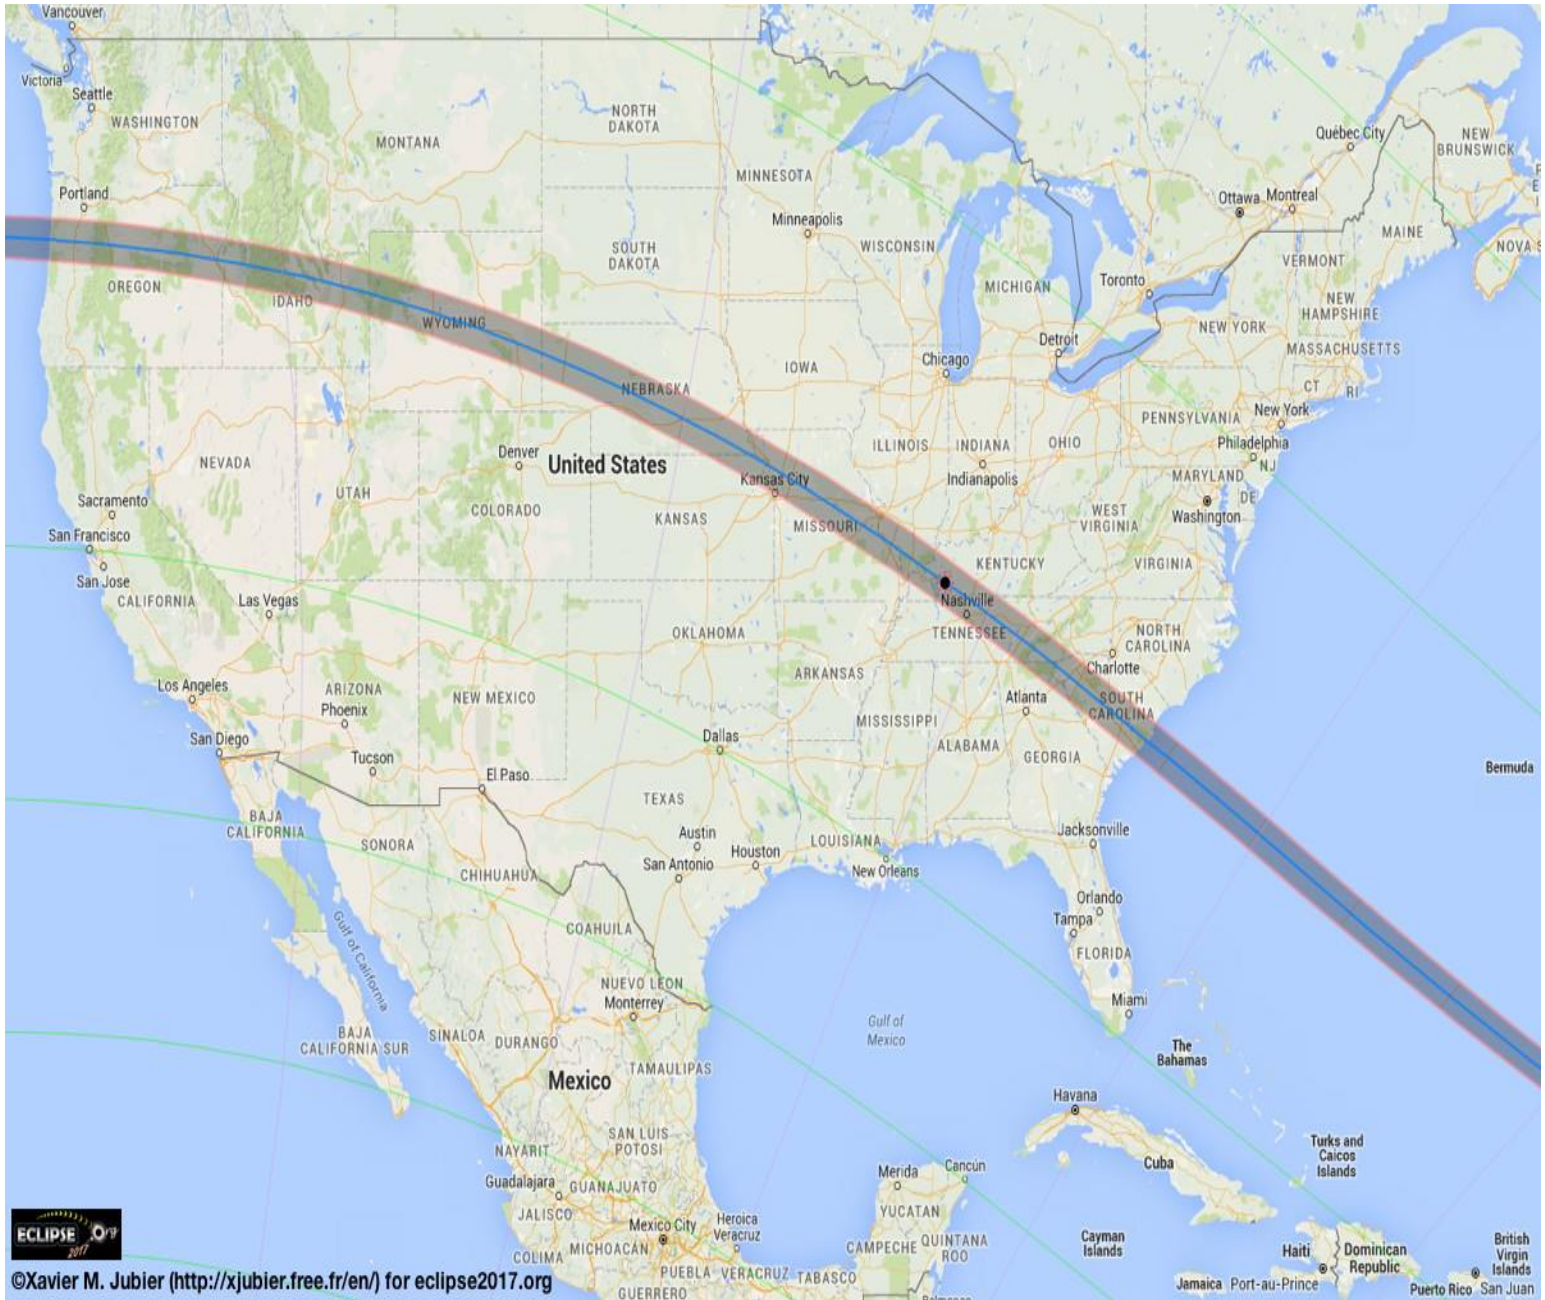 Vancouver
Victoria
Seattle
WASHINGTON
MONTANA
NORTH
DAKOTA
MINNESOTA
Québec City
NEW
BRUNSWICK
Portland
Minneapolis
WISCONSIN
Ottawa
Montreal
MAINE
NOVA S
OREGON
IDAHO
SOUTH
DAKOTA
MICHIGAN
Toronto
VERMONT
WYOMING
NEW
HAMPSHIRE
NEW YORK
Detroit
MASSACHUSETTS
Chicago
IOWA
NEBRASKA
CT
RI
PENNSYLVANIA
New York
Philadelphia
NJ
ILLINOIS
INDIANA
OHIO
NEVADA
Denver
United States
Kansas City
Indianapolis
MARYLAND
DE
UTAH
Sacramento
COLORADO
KANSAS
MISSOURI
WEST
VIRGINIA
Washington
San Francisco
San Jose
KENTUCKY
VIRGINIA
CALIFORNIA
Las Vegas
Nashville
OKLAHOMA
TENNESSEE
NORTH
CAROLINA
Charlotte
ARKANSAS
Los Angeles
ARIZONA
NEW MEXICO
Atlanta
SOUTH
CAROLINA
Phoenix
MISSISSIPPI
San Diego
Dallas
ALABAMA
GEORGIA
Tucson
El Paso
Bermuda
TEXAS
BAJA
CALIFORNIA
SONORA
Austin
LOUISIANA
Jacksonville
Houston
San Antonio
CHIHUAHUA
New Orleans
Orlando
Tampa
Gulf of California
COAHUILA
FLORIDA
NUEVO LEON
Monterrey
Miami
BAJA
CALIFORNIA SUR
SINALOA
DURANGO
Gulf of
Mexico
The
Bahamas
TAMAULIPAS
Mexico
Havana
SAN LUIS
POTOSI
NAYARIT
Turks and
Caicos
Islands
Cuba
Merida
Cancún
Guadalajara
GUANAJUATO
JALISCO
YUCATAN
Mexico City
Heroica
Veracruz
COLIMA
MICHOACÁN
CAMPECHE
QUINTANA
ROO
Cayman
Islands
Haiti
Dominican
Republic
British
Virgin
Islands
PUEBLA
VERACRUZ
TABASCO
GUERRERO
Jamaica
Port-au-Prince
Puerto Rico
San Juan
ECLIPSE
Org
2017
©Xavier M. Jubier (http://xjubier.free.fr/en/) for eclipse2017.org